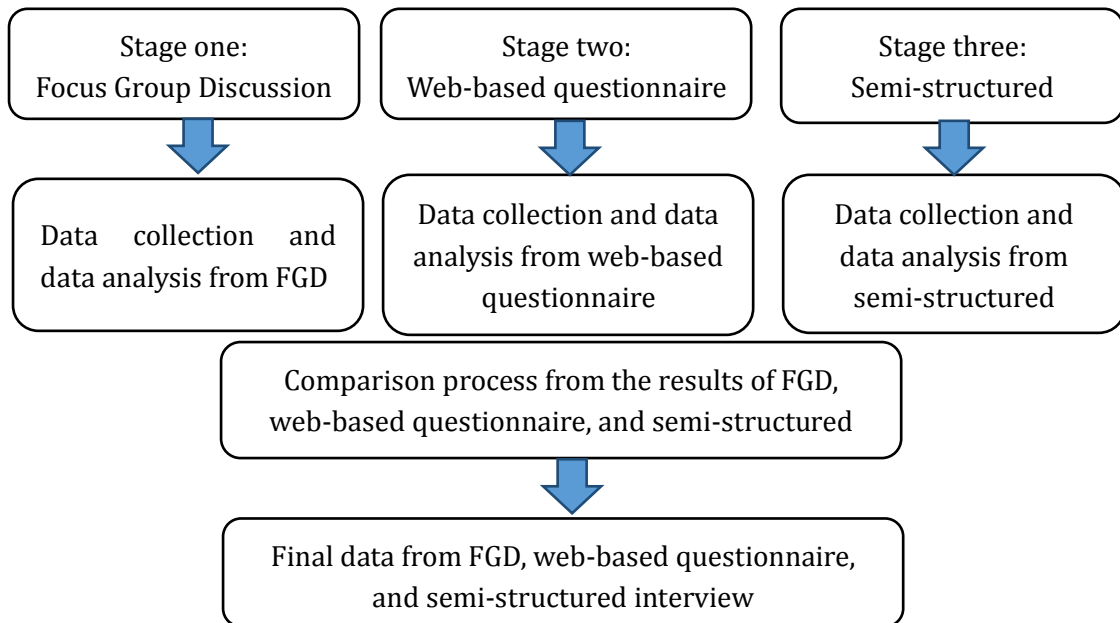 Stage one:
Focus Group Discussion
Stage two:
Web-based questionnaire
Stage three:
Semi-structured
Data collection and
data analysis from FGD
Data collection and data
analysis from web-based
questionnaire
Data collection and
data analysis from
semi-structured
Comparison process from the results of FGD,
web-based questionnaire, and semi-structured
Final data from FGD, web-based questionnaire,
and semi-structured interview